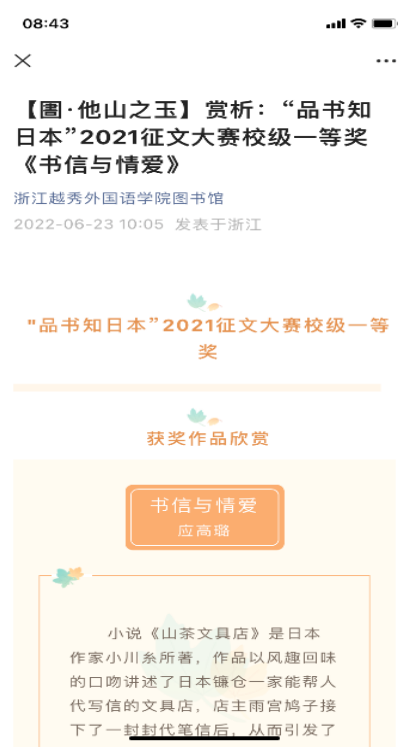 08:43
【圕·他山之玉】赏析：“品书知
日本”2021征文大赛校级一等奖
《书信与情爱》
浙江越秀外国语学院图书馆
2022-06-23 10:05 发表于浙江
"品书知日本”2021征文大赛校级一等
奖
获奖作品欣赏
书信与情爱
应高璐
小说《山茶文具店》是日本
作家小川糸所著，作品以风趣回味
的口吻讲述了日本镰仓一家能帮人
代写信的文具店，店主雨宫鸠子接
下了一封封代笔信后，从而引发了